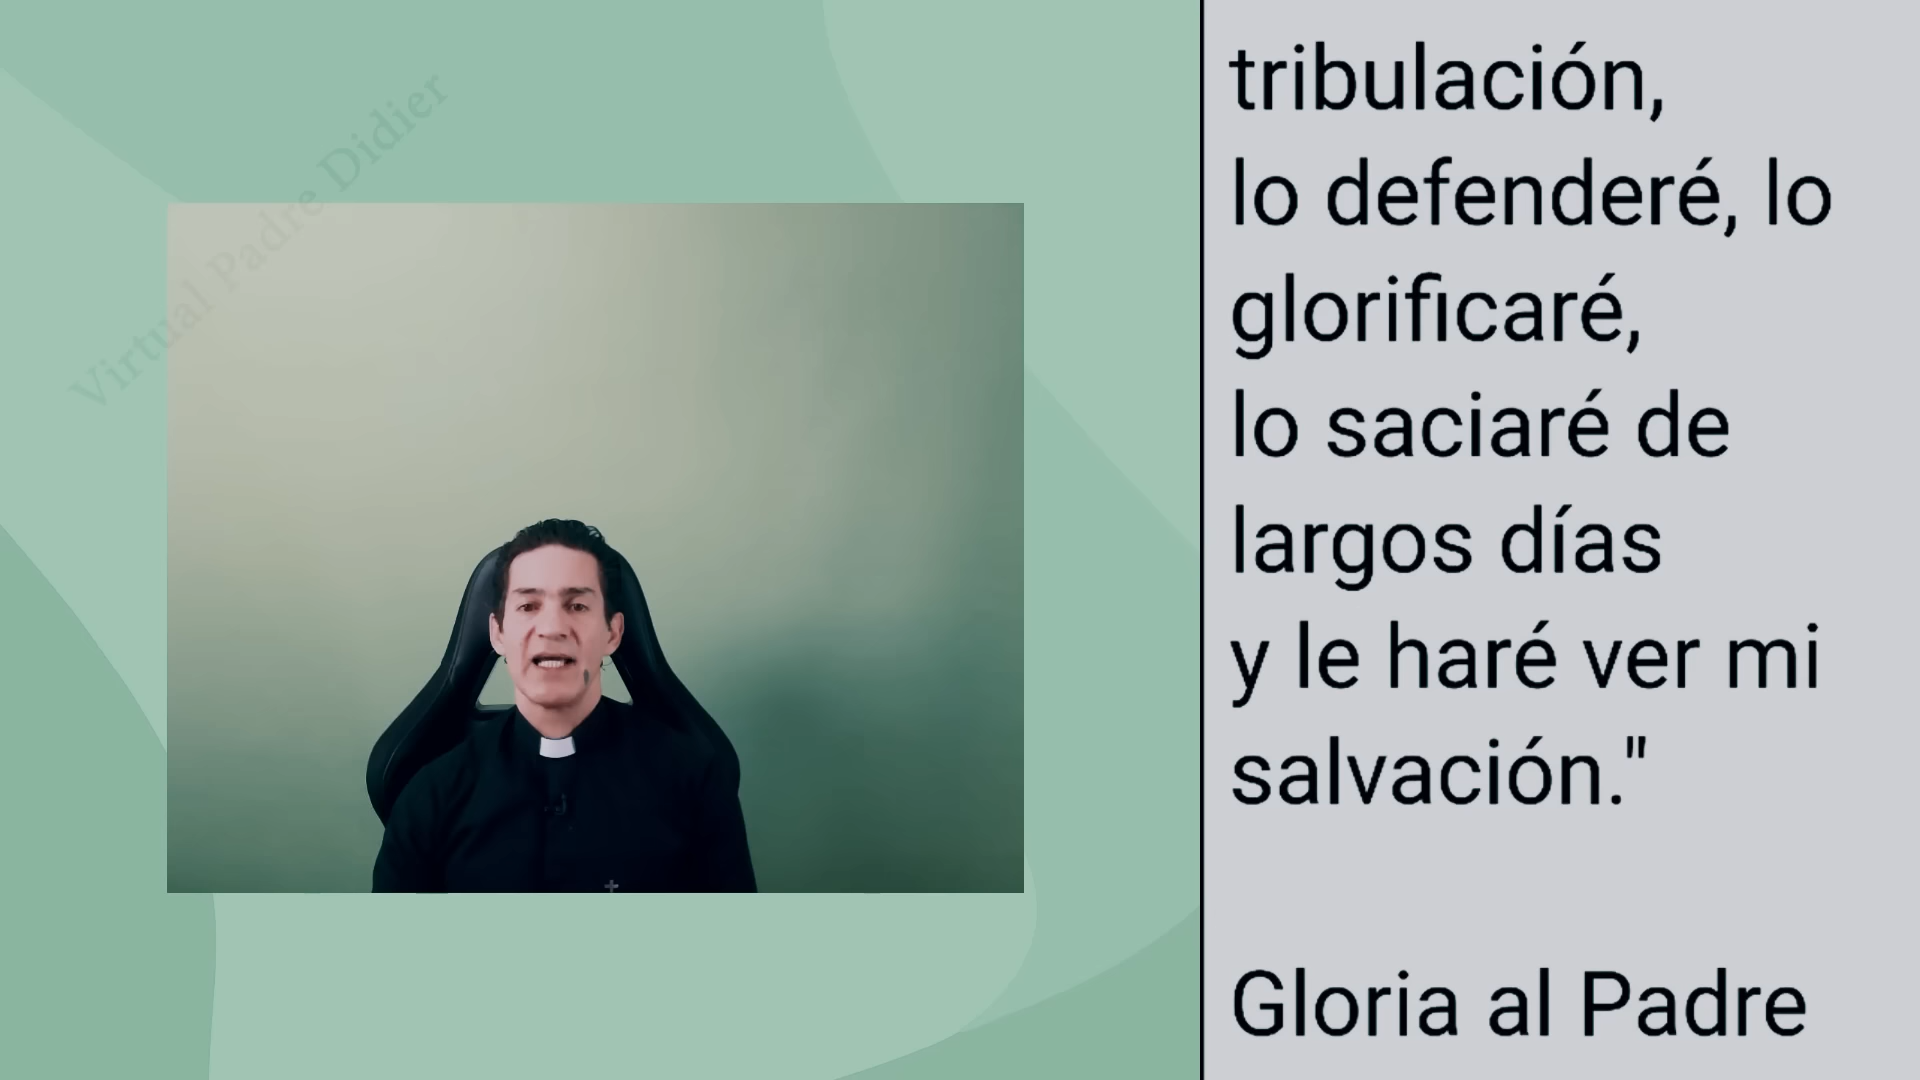 Virtual Padre Didier
tribulación,
lo defenderé, lo
glorificaré,
lo saciaré de
largos días
y le haré ver mi
salvación."
Gloria al Padre